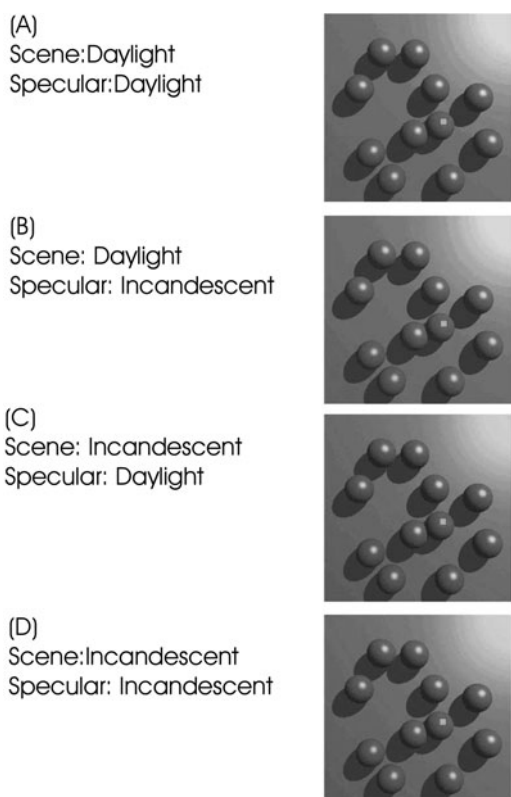 (A)
Scene:Daylight
Specular:Daylight
(B)
Scene: Daylight
Specular: Incandescent
(C)
Scene: Incandescent
Specular: Daylight
(D)
Scene:Incandescent
Specular: Incandescent